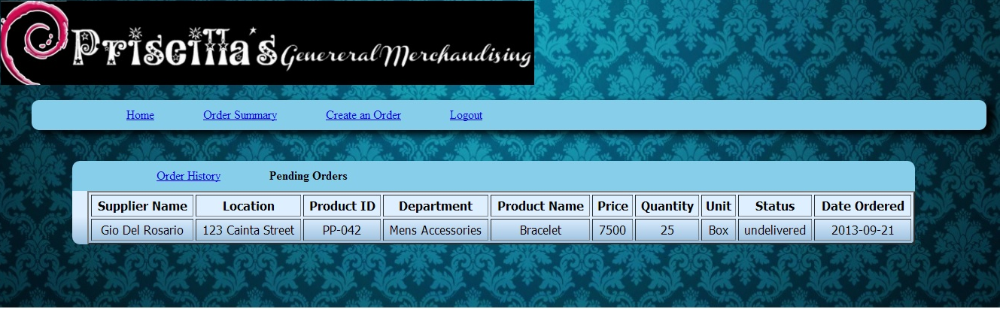 Priscilla's Genereral Merchandising
Home Order Summary Create an Order Logout
Order History Pending Orders
Supplier Name Location Product ID Department Product Name Price Quantity Unit Status Date Ordered
Gio Del Rosario 123 Cainta Street PP-042 Mens Accessories Bracelet 7500 25 Box undelivered 2013-09-21